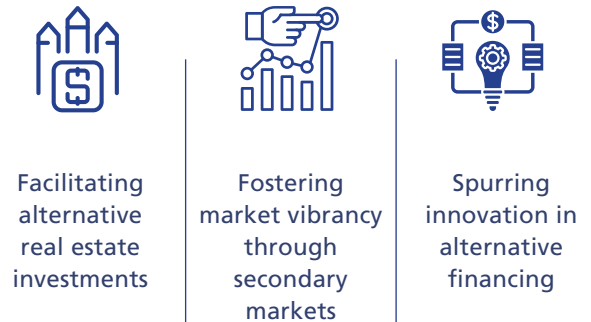 $
$
Facilitating
alternative
real estate
investments
Fostering
market vibrancy
through
secondary
markets
Spurring
innovation in
alternative
financing